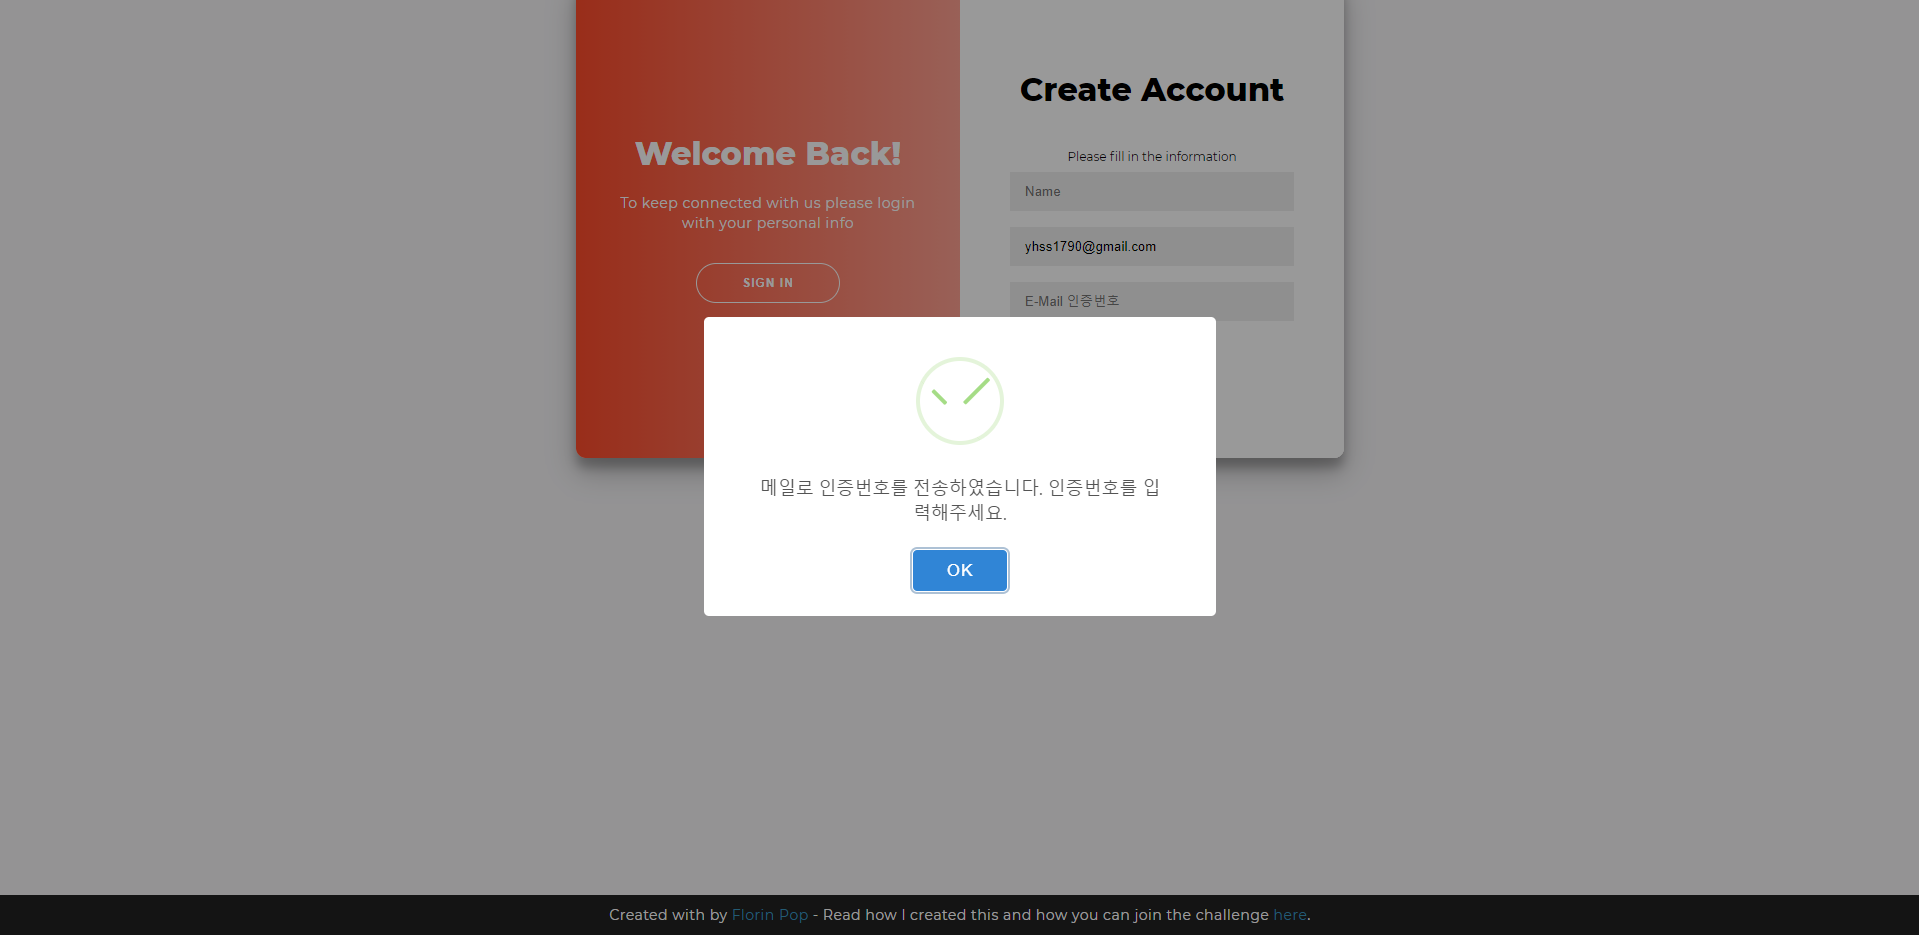 Welcome Back!
To keep connected with us please login
with your personal info
SIGN IN
Create Account
Please fill in the information
Name
yhss1790@gmail.com
E-Mail 인증번호
메일로 인증번호를 전송하였습니다. 인증번호를 입
력해주세요.
OK
Created with by Florin Pop - Read how I created this and how you can join the challenge here.